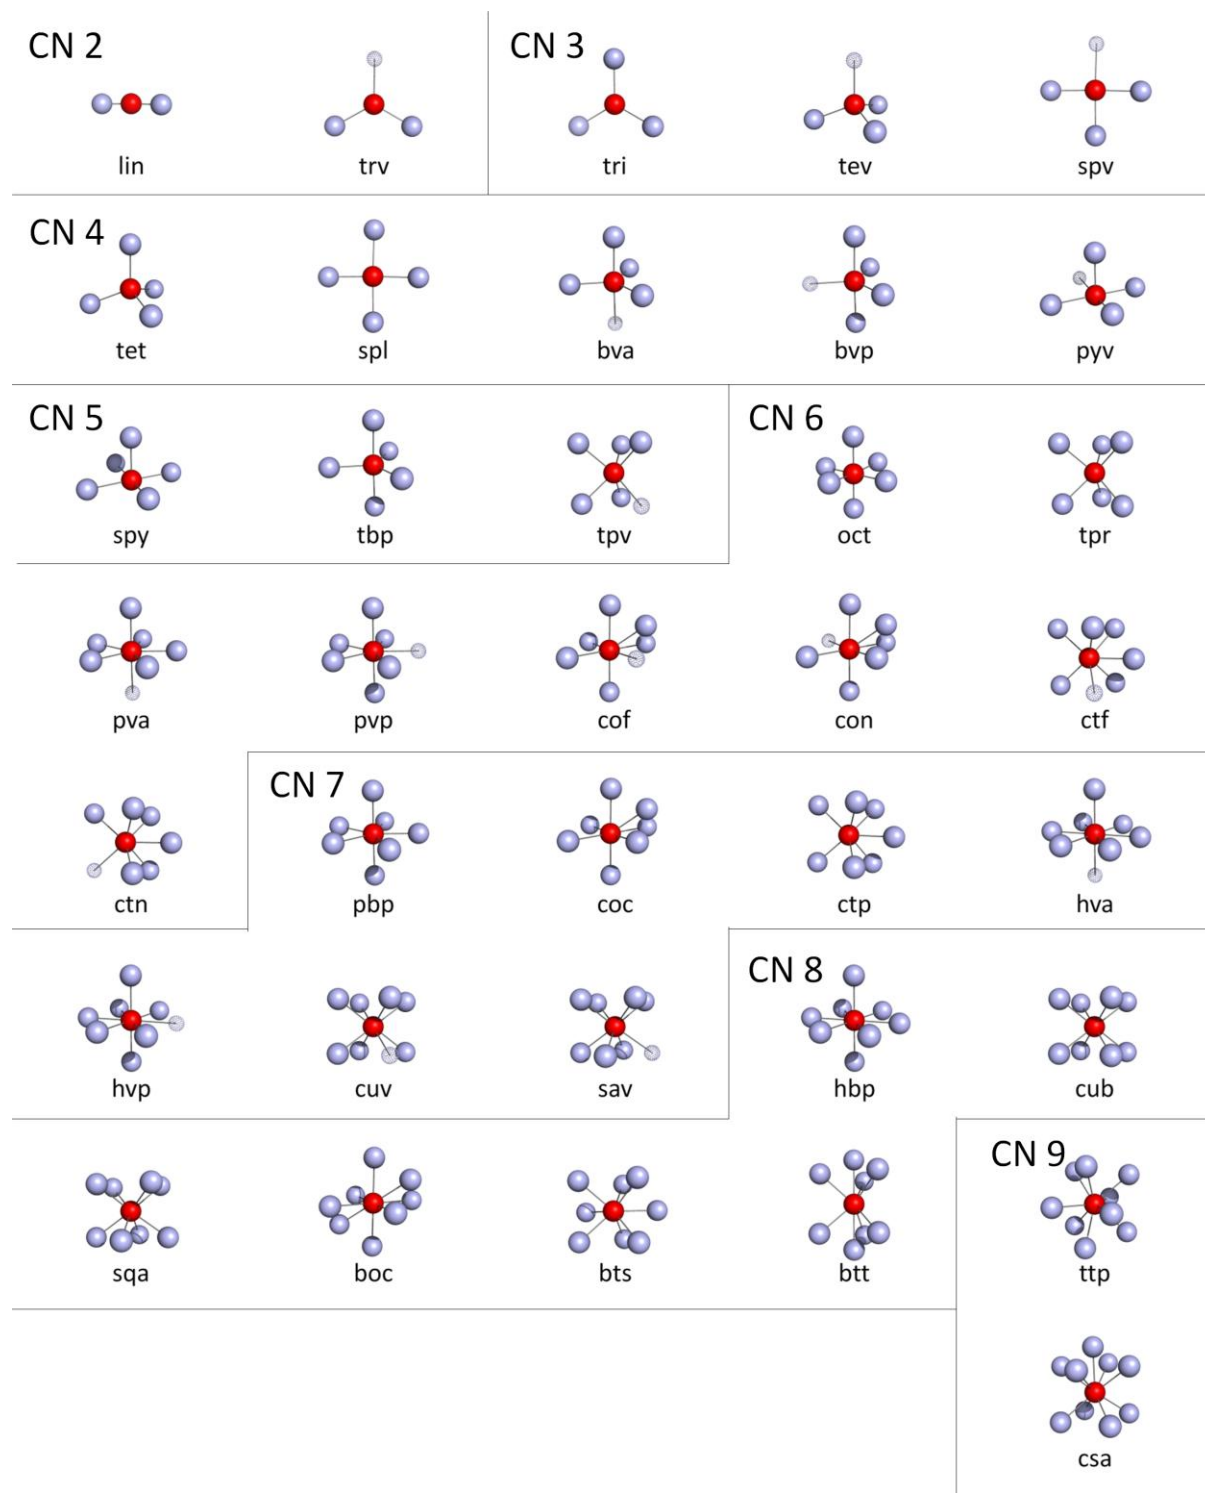 CN 2
CN 3
lin
trv
tri
tev
spv
CN 4
tet
spl
bva
bvp
pyv
CN 5
CN 6
spy
tbp
tpv
oct
tpr
pva
pvp
cof
con
ctf
CN 7
ctn
pbp
coc
ctp
hva
CN 8
hvp
cuv
sav
hbp
cub
CN 9
sqa
boc
bts
btt
ttp
csa